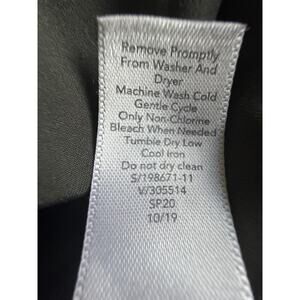 Remove Promptly
From Washer And
Dryer
Machine Wash Cold
Gentle Cycle
Only Non-Chlorine
Bleach When Needed
Tumble Dry Low
Cool Iron
Do not dry clean
S/198671-11
V/305514
SP20
10/19